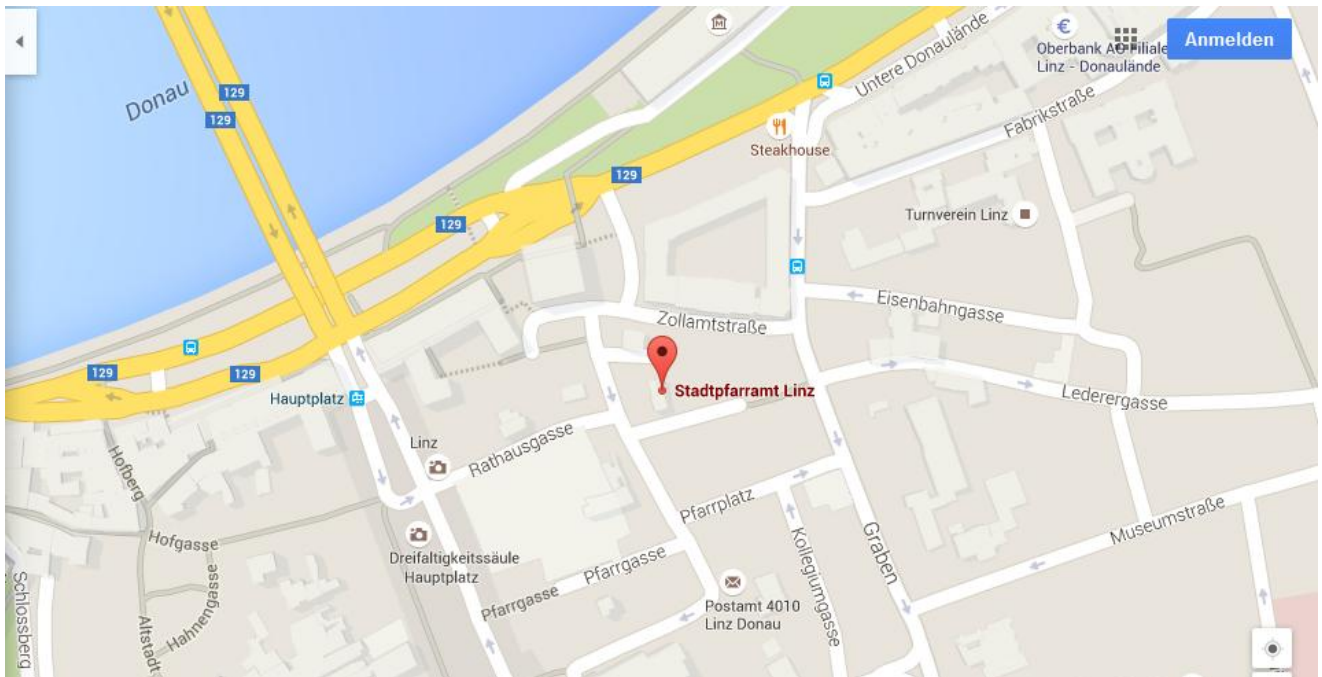 Anmelden
Oberbank AG Filiale
Linz - Donaulände
Untere Donaulände
Donau
129
129
Fabrikstraße
Steakhouse
129
Turnverein Linz
129
Eisenbahngasse
Zollamtstraße
129
129
Stadtpfarramt Linz
Hauptplatz
Lederergasse
Linz
Rathausgasse
Hofberg
Pfarrplatz
Museumstraße
Hofgasse
Dreifaltigkeitssäule
Hauptplatz
Kollegiumgasse
Graben
Pfarrgasse
Pfarrgasse
Postamt 4010
Linz Donau
Schlossberg
Hahnengasse
Altstadt